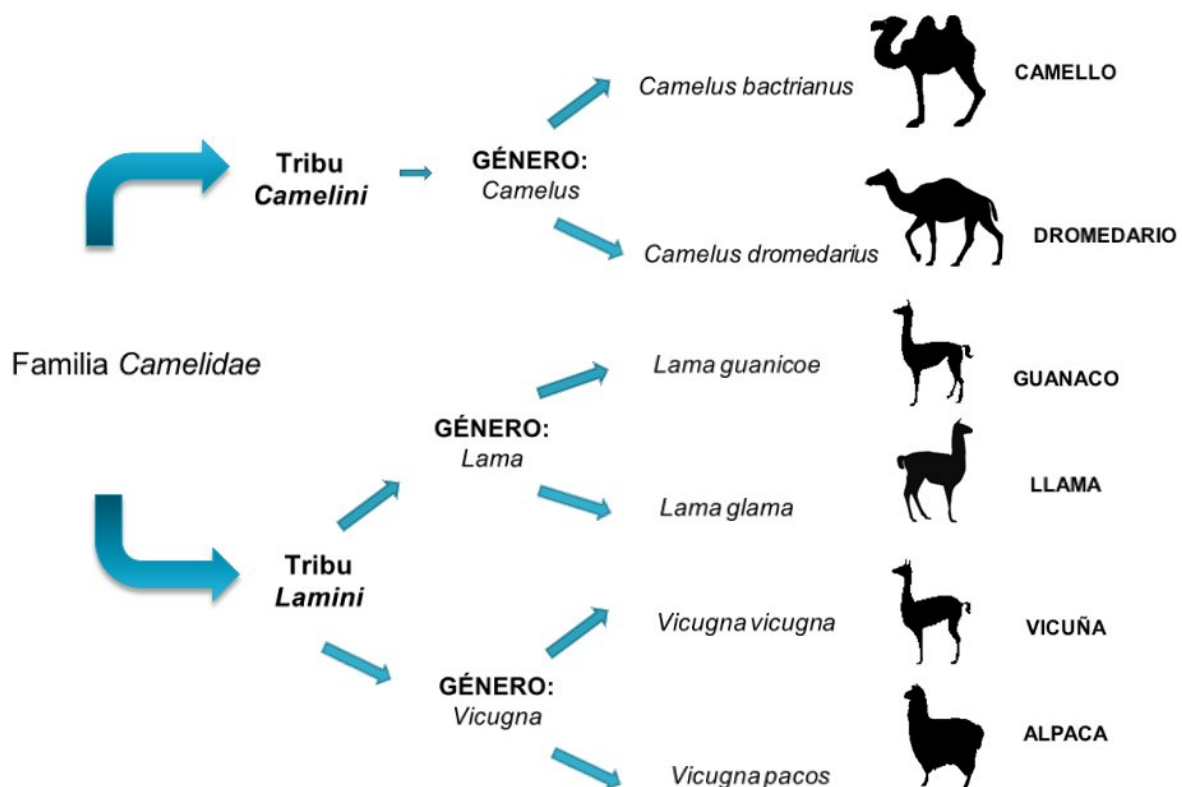 Familia Camelidae
Tribu
Camelini
GÉNERO:
Camelus
Camelus bactrianus
CAMELLO
Camelus dromedarius
DROMEDARIO
Tribu
Lamini
GÉNERO:
Lama
Lama guanicoe
GUANACO
Lama glama
LLAMA
GÉNERO:
Vicugna
Vicugna vicugna
VICUÑA
Vicugna pacos
ALPACA